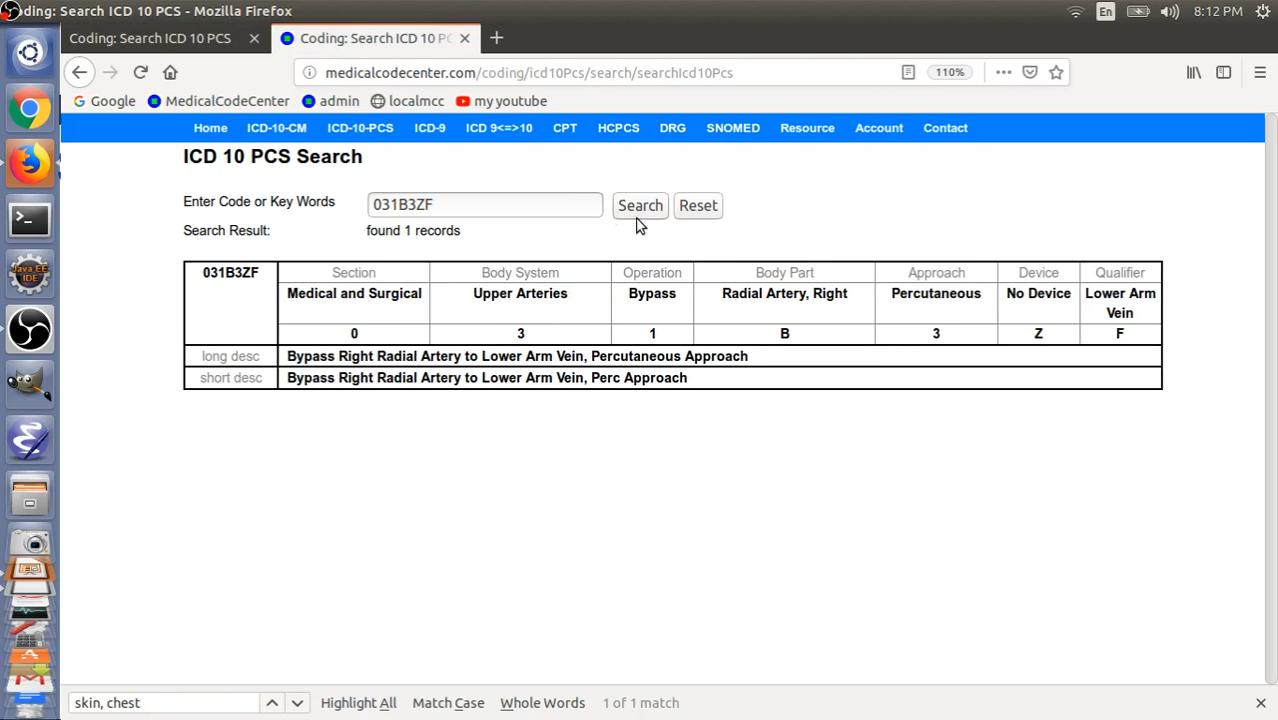 oding: Search ICD 10 PCS - Mozilla Firefox
En
8:12 PM
Coding: Search ICD 10 PCS
Coding: Search ICD 10 PC
medicalcodecenter.com/coding/icd10Pcs/search/searchIcd10Pcs
110%
Google
MedicalCodeCenter
admin
localmcc
my youtube
Home
ICD-10-CM
ICD-10-PCS
ICD-9
ICD 9<=>10
CPT
HCPCS
DRG
SNOMED
Resource
Account
Contact
ICD 10 PCS Search
Enter Code or Key Words
031B3ZF
Search
Reset
Search Result:
found 1 records
031B3ZF
Section
Body System
Operation
Body Part
Approach
Device
Qualifier
Medical and Surgical
Upper Arteries
Bypass
Radial Artery, Right
Percutaneous
No Device
Lower Arm
Vein
0
3
1
B
3
Z
F
long desc
Bypass Right Radial Artery to Lower Arm Vein, Percutaneous Approach
short desc
Bypass Right Radial Artery to Lower Arm Vein, Perc Approach
Java EE
IDE
skin, chest
Highlight All
Match Case
Whole Words
1 of 1 match